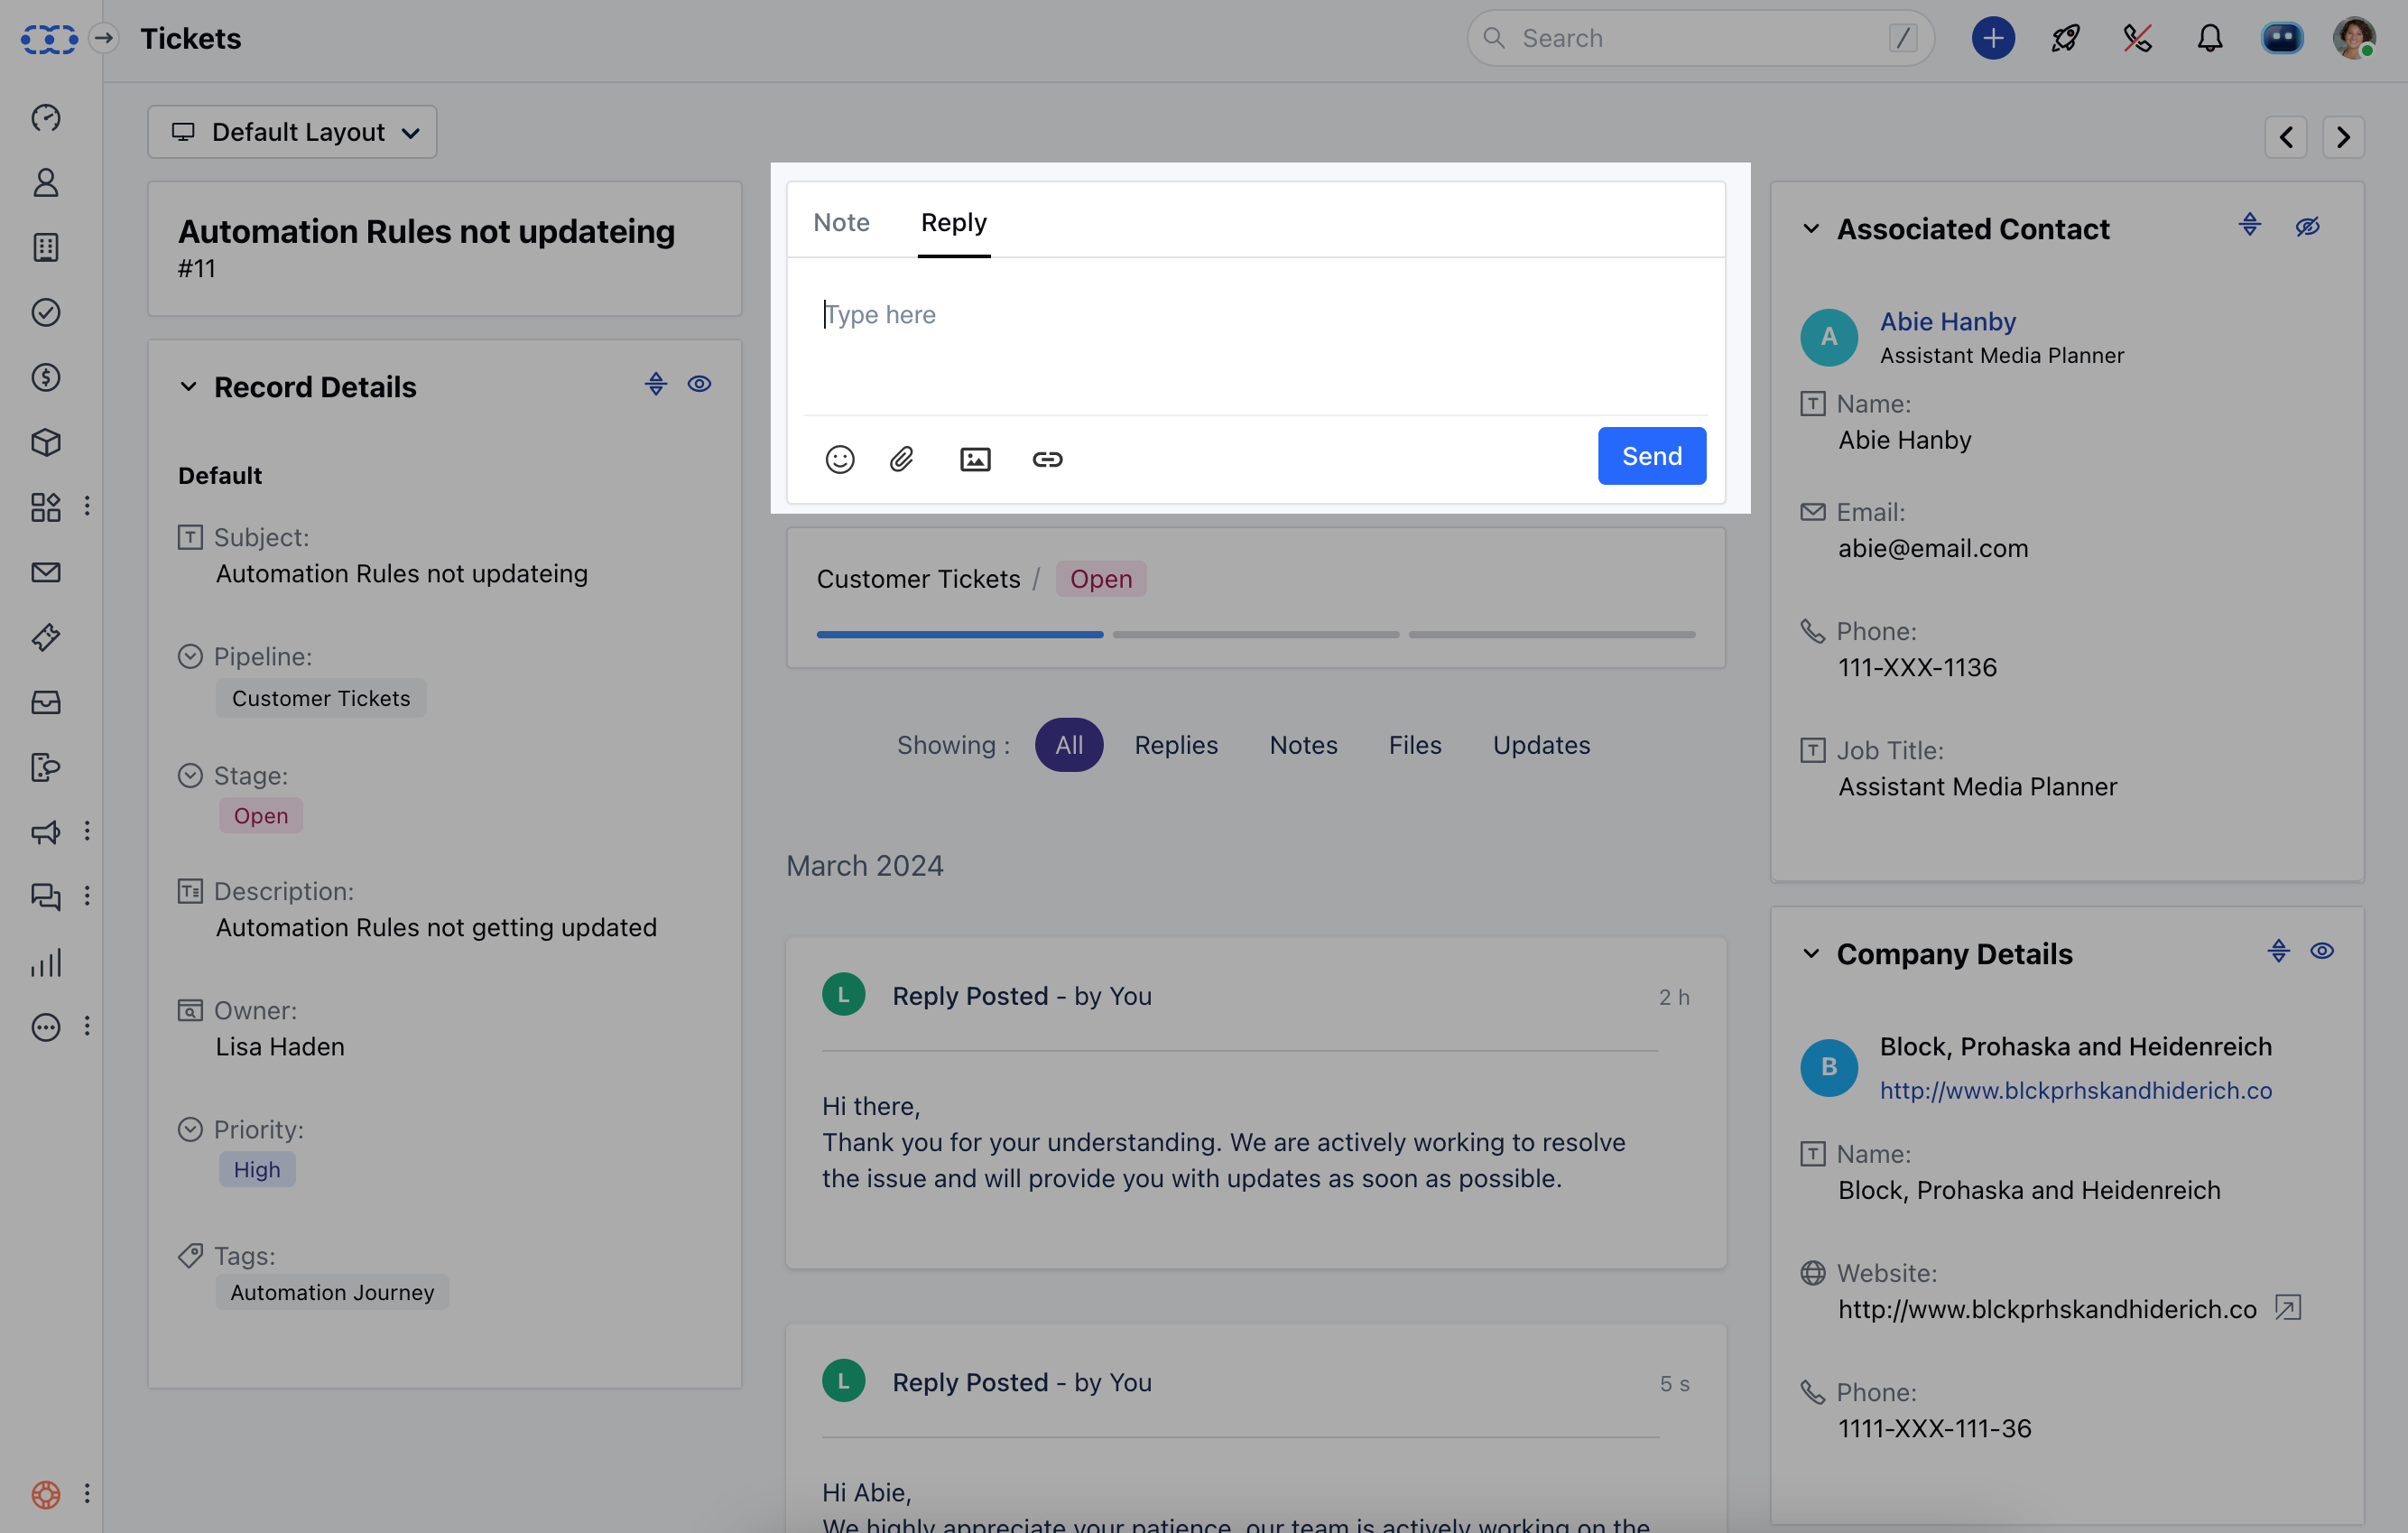 Tickets
Search /
Default Layout
Automation Rules not updateing
#11
Record Details
Default
Subject:
Automation Rules not updateing
Pipeline:
Customer Tickets
Stage:
Open
Description:
Automation Rules not getting updated
Owner:
Lisa Haden
Priority:
High
Tags:
Automation Journey
Note Reply
Type here
Send
Customer Tickets / Open
Showing : All Replies Notes Files Updates
March 2024
L Reply Posted - by You 2 h
Hi there,
Thank you for your understanding. We are actively working to resolve
the issue and will provide you with updates as soon as possible.
L Reply Posted - by You 5 s
Hi Abie,
We highly appreciate your patience, our team is actively working on the
Associated Contact
A Abie Hanby
Assistant Media Planner
Name:
Abie Hanby
Email:
abie@email.com
Phone:
111-XXX-1136
Job Title:
Assistant Media Planner
Company Details
B Block, Prohaska and Heidenreich
http://www.blckprhskandhiderich.co
Name:
Block, Prohaska and Heidenreich
Website:
http://www.blckprhskandhiderich.co
Phone:
1111-XXX-111-36